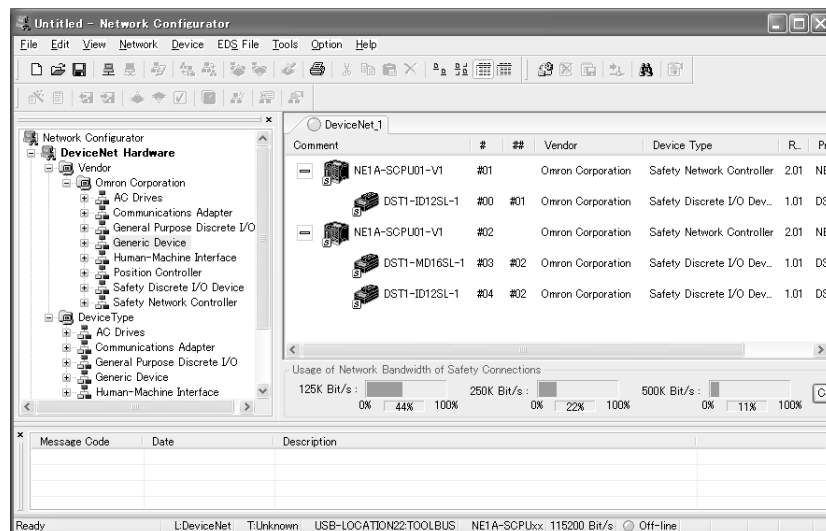 Untitled - Network Configurator
File Edit View Network Device EDS File Tools Option Help
Network Configurator
DeviceNet Hardware
Vendor
Omron Corporation
AC Drives
Communications Adapter
General Purpose Discrete I/O
Generic Device
Human-Machine Interface
Position Controller
Safety Discrete I/O Device
Safety Network Controller
DeviceType
AC Drives
Communications Adapter
General Purpose Discrete I/O
Generic Device
Human-Machine Interface
DeviceNet_1
Comment # ## Vendor Device Type R... Pr
NE1A-SCPU01-V1 #01 Omron Corporation Safety Network Controller 2.01 NE
DST1-ID12SL-1 #00 #01 Omron Corporation Safety Discrete I/O Dev... 1.01 DS
NE1A-SCPU01-V1 #02 Omron Corporation Safety Network Controller 2.01 NE
DST1-MD16SL-1 #03 #02 Omron Corporation Safety Discrete I/O Dev... 1.01 DS
DST1-ID12SL-1 #04 #02 Omron Corporation Safety Discrete I/O Dev... 1.01 DS
Usage of Network Bandwidth of Safety Connections
125K Bit/s : 250K Bit/s : 500K Bit/s :
0% 44% 100% 0% 22% 100% 0% 11% 100%
Message Code Date Description
Ready L:DeviceNet T:Unknown USB-LOCATION22:TOOLBUS NE1A-SCPUxx 115200 Bit/s Off-line